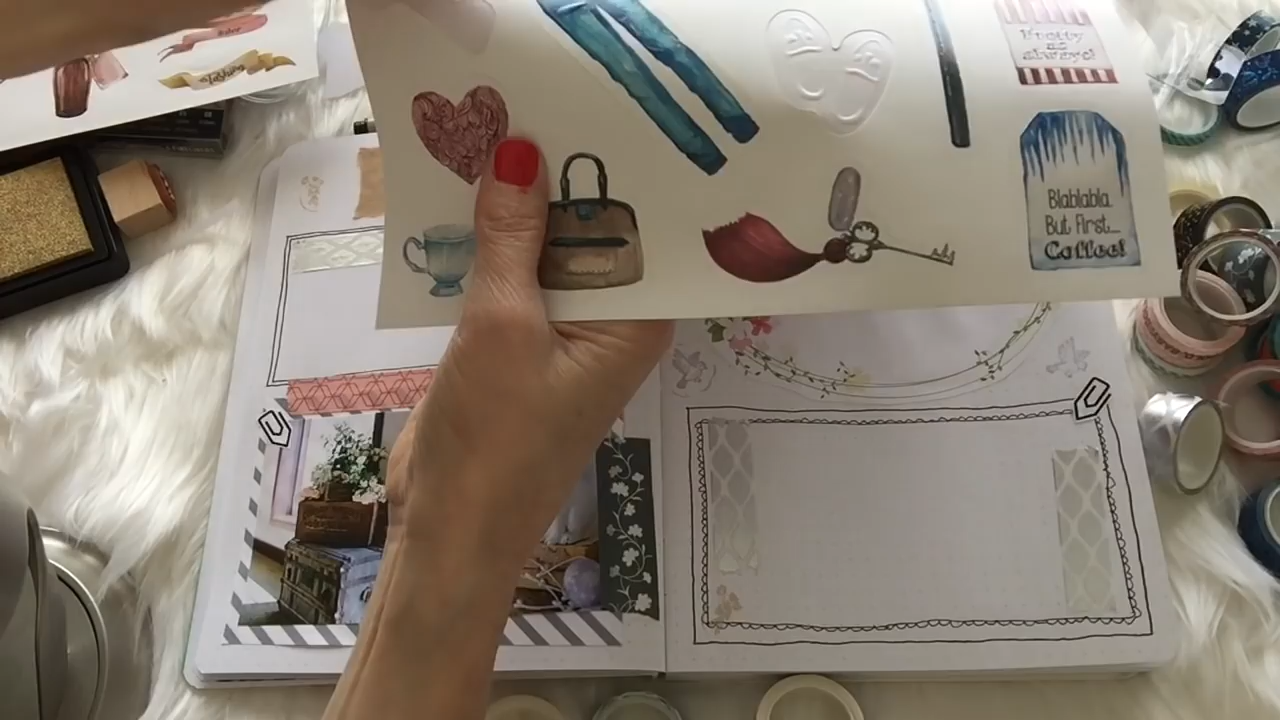 Pretty
as
always!
Blablabla.
But first...
Coffee!